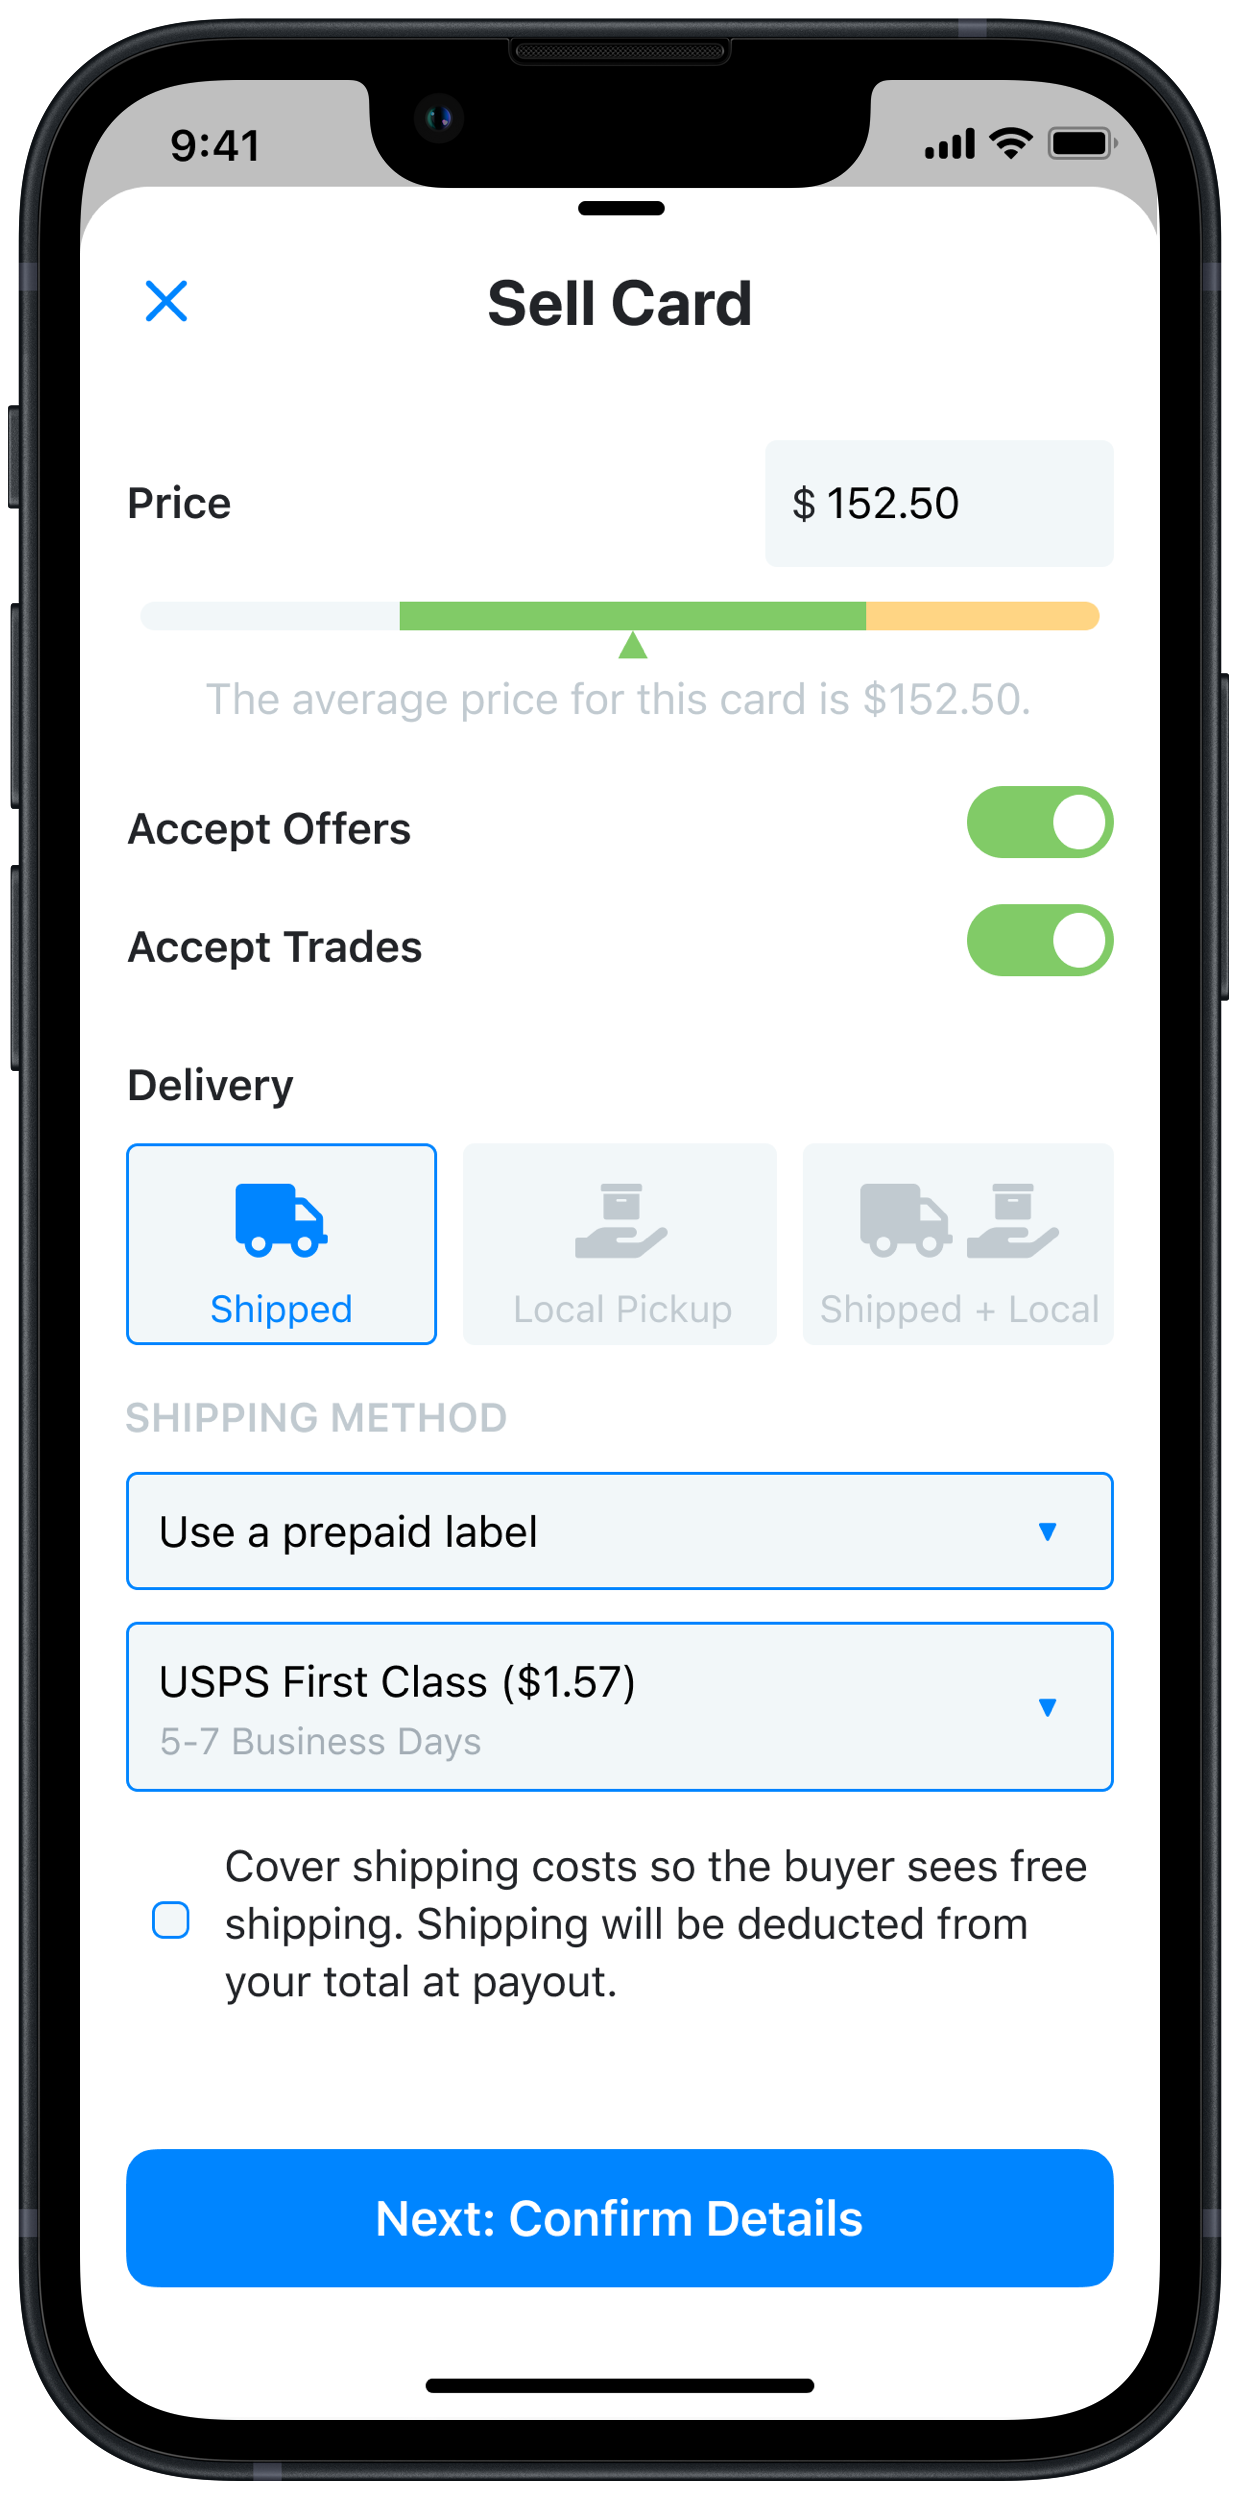 9:41
Sell Card
Price
$ 152.50
The average price for this card is $152.50.
Accept Offers
Accept Trades
Delivery
Shipped
Local Pickup
Shipped + Local
SHIPPING METHOD
Use a prepaid label
USPS First Class ($1.57)
5-7 Business Days
Cover shipping costs so the buyer sees free
shipping. Shipping will be deducted from
your total at payout.
Next: Confirm Details